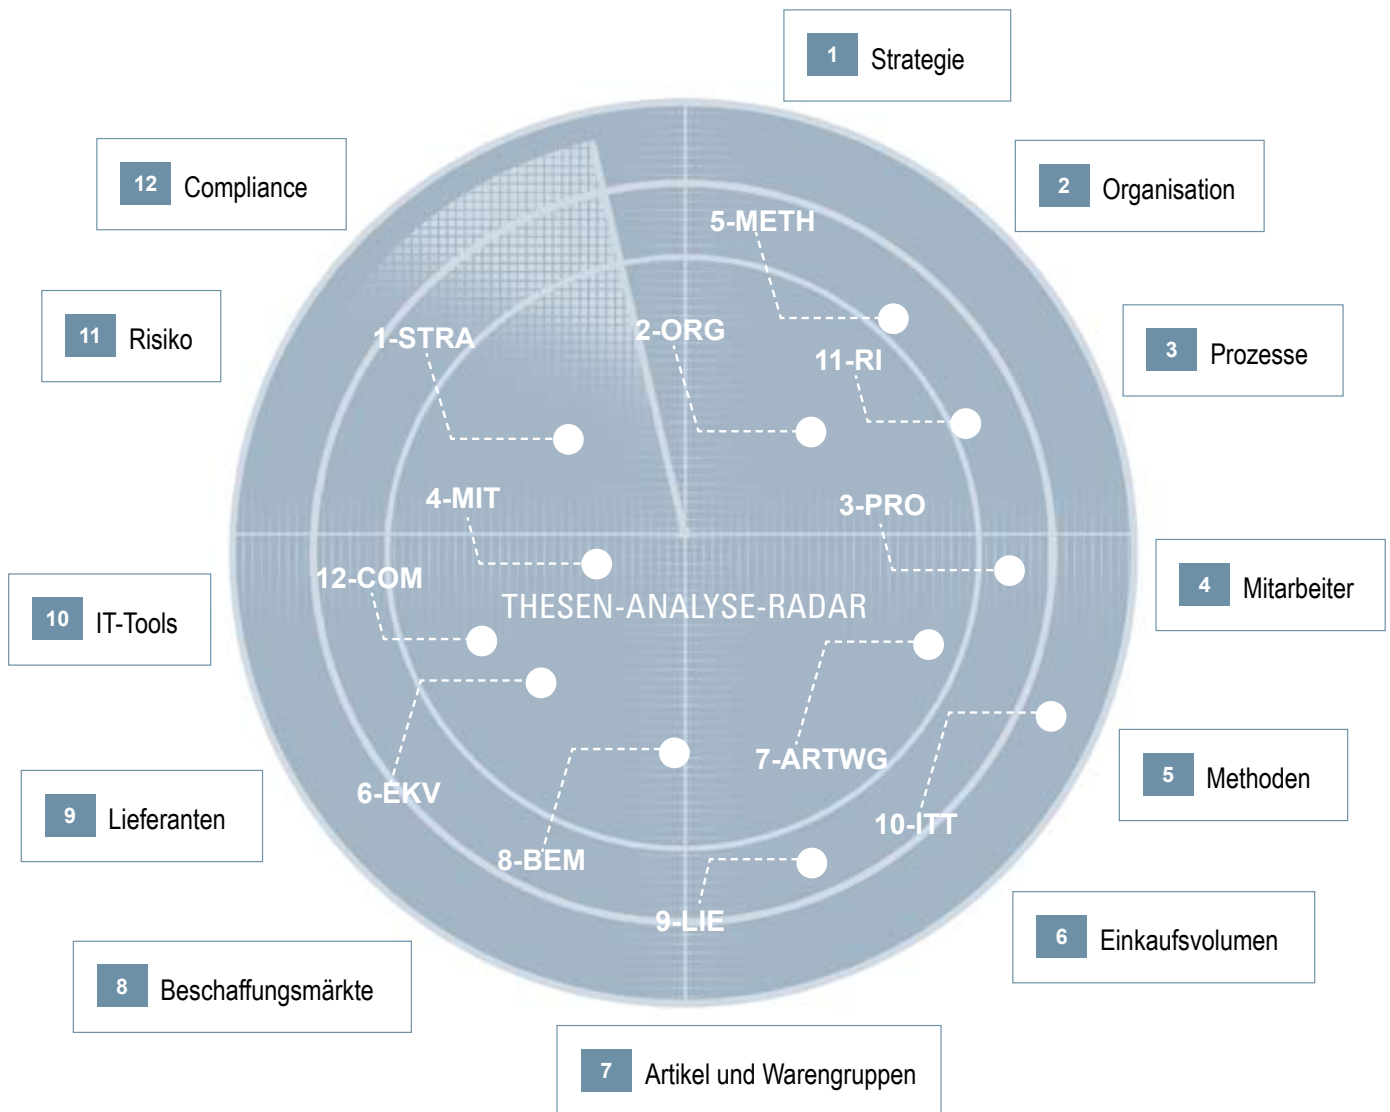 1 Strategie
12 Compliance
2 Organisation
5-METH
11 Risiko
1-STRA
2-ORG
11-RI
3 Prozesse
4-MIT
3-PRO
12-COM
THESEN-ANALYSE-RADAR
10 IT-Tools
4 Mitarbeiter
7-ARTWG
6-EKV
10-ITT
5 Methoden
9 Lieferanten
8-BEM
9-LIE
6 Einkaufsvolumen
8 Beschaffungsmärkte
7 Artikel und Warengruppen